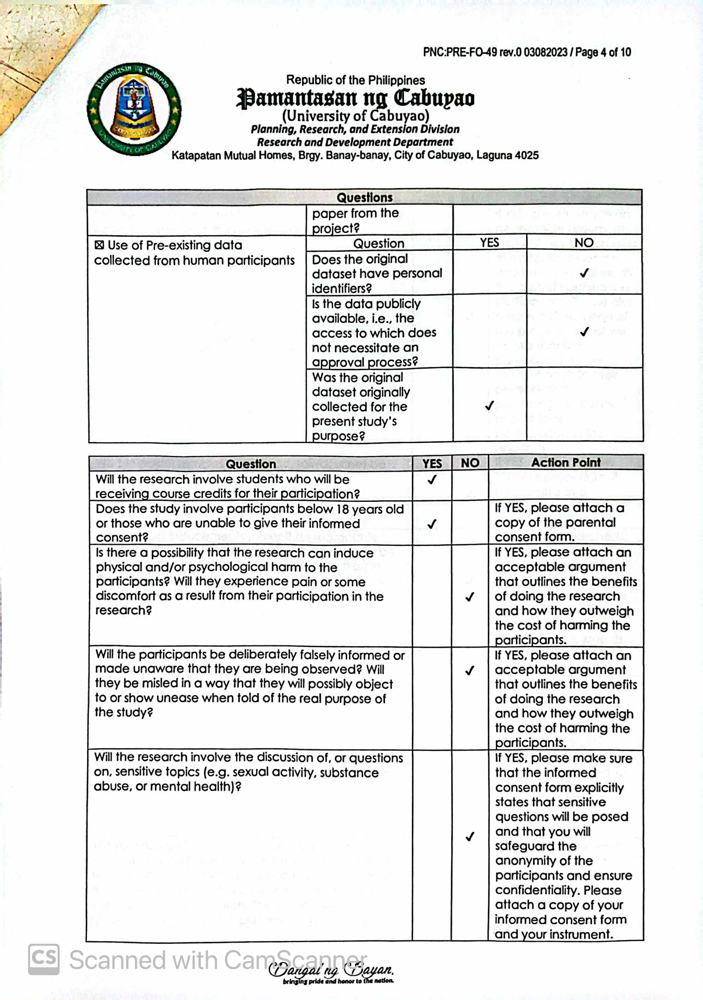 PNC:PRE-FO-49 rev.0 03082023 / Page 4 of 10
Pamantasan ng Cabuyao
CABUYAO LAGUNA
UNIVERSITY OF CABUYAO
Republic of the Philippines
Pamantasan ng Cabuyao
(University of Cabuyao)
Planning, Research, and Extension Division
Research and Development Department
Katapatan Mutual Homes, Brgy. Banay-banay, City of Cabuyao, Laguna 4025
Questions
paper from the
project?
☒ Use of Pre-existing data
collected from human participants
Question YES NO
Does the original
dataset have personal ✓
identifiers?
Is the data publicly
available, i.e., the
access to which does ✓
not necessitate an
approval process?
Was the original
dataset originally
collected for the ✓
present study's
purpose?
Question YES NO Action Point
Will the research involve students who will be ✓
receiving course credits for their participation?
Does the study involve participants below 18 years old
or those who are unable to give their informed ✓
consent?
If YES, please attach a
copy of the parental
consent form.
Is there a possibility that the research can induce
physical and/or psychological harm to the
participants? Will they experience pain or some
discomfort as a result from their participation in the ✓
research?
If YES, please attach an
acceptable argument
that outlines the benefits
of doing the research
and how they outweigh
the cost of harming the
participants.
Will the participants be deliberately falsely informed or
made unaware that they are being observed? Will ✓
they be misled in a way that they will possibly object
to or show unease when told of the real purpose of
the study?
If YES, please attach an
acceptable argument
that outlines the benefits
of doing the research
and how they outweigh
the cost of harming the
participants.
Will the research involve the discussion of, or questions
on, sensitive topics (e.g. sexual activity, substance
abuse, or mental health)?
✓
If YES, please make sure
that the informed
consent form explicitly
states that sensitive
questions will be posed
and that you will
safeguard the
anonymity of the
participants and ensure
confidentiality. Please
attach a copy of your
informed consent form
and your instrument.
CS Scanned with CamScanner
Dangal ng Bayan.
bringing pride and honor to the nation.